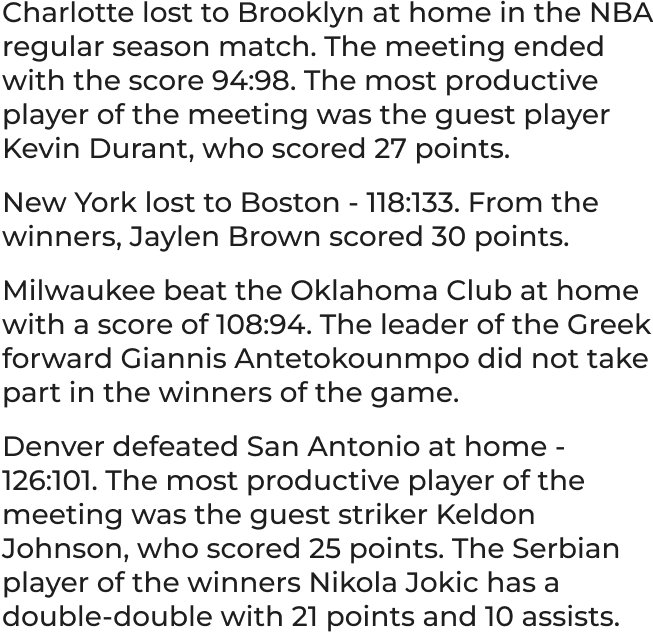 Charlotte lost to Brooklyn at home in the NBA
regular season match. The meeting ended
with the score 94:98. The most productive
player of the meeting was the guest player
Kevin Durant, who scored 27 points.
New York lost to Boston - 118:133. From the
winners, Jaylen Brown scored 30 points.
Milwaukee beat the Oklahoma Club at home
with a score of 108:94. The leader of the Greek
forward Giannis Antetokounmpo did not take
part in the winners of the game.
Denver defeated San Antonio at home -
126:101. The most productive player of the
meeting was the guest striker Keldon
Johnson, who scored 25 points. The Serbian
player of the winners Nikola Jokic has a
double-double with 21 points and 10 assists.